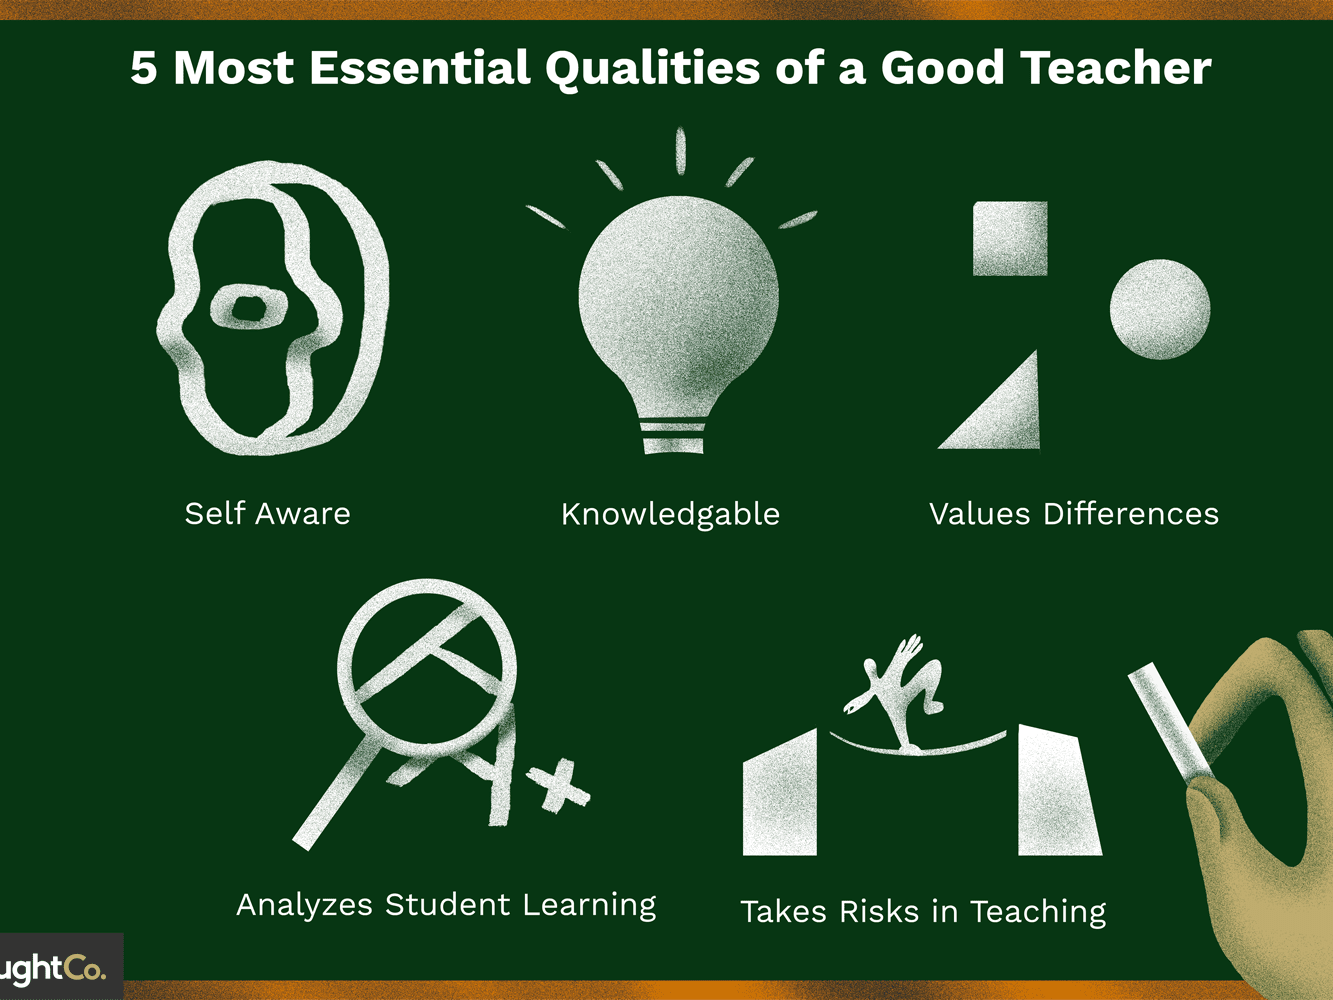 5 Most Essential Qualities of a Good Teacher
Self Aware
Knowledgable
Values Differences
A+
Analyzes Student Learning
Takes Risks in Teaching
ughtCo.